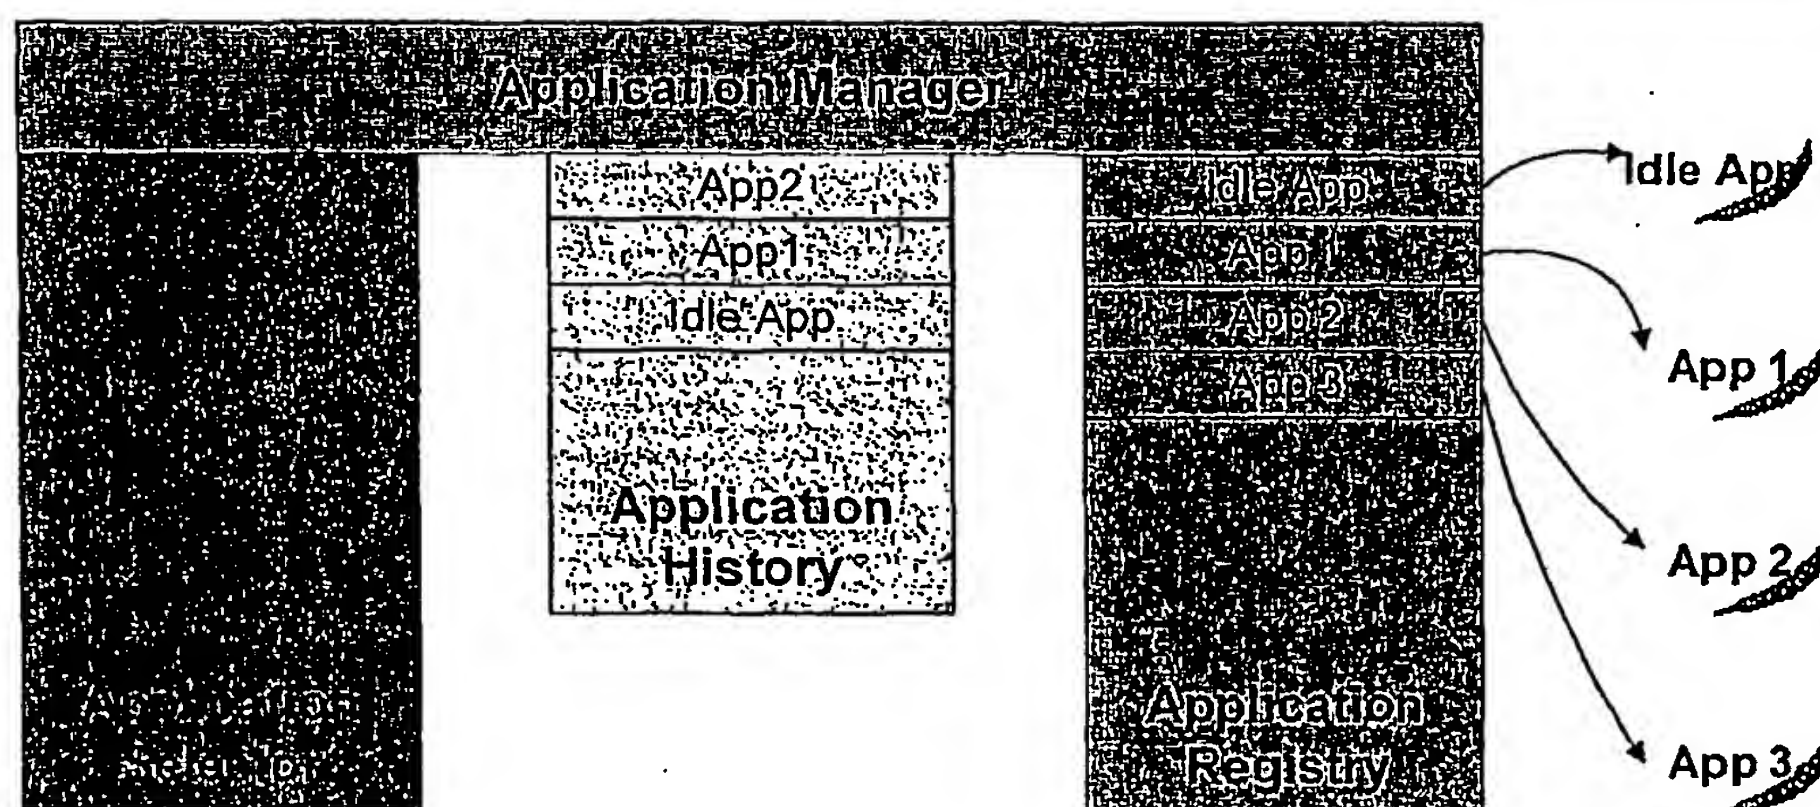 Application Manager
App2
App1
Idle App
Application
History
Idle App
App 1
App 2
App 3
Application
Registry
Idle App
App 1
App 2
App 3
Application